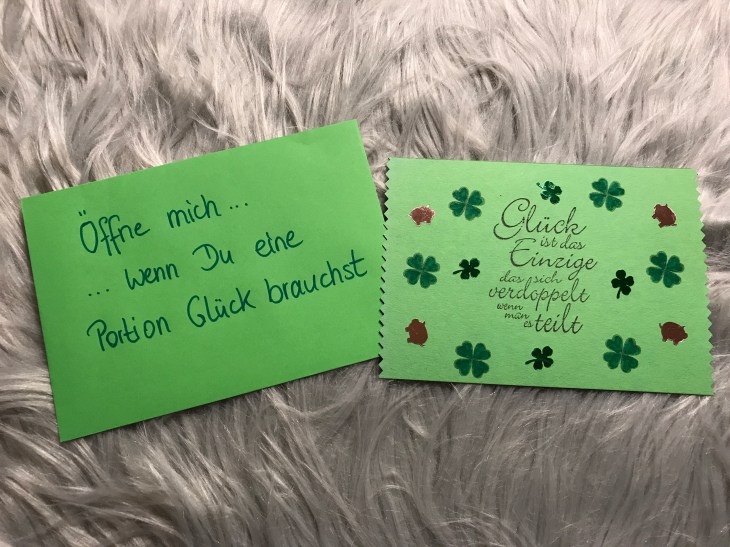 Öffne mich...
... wenn Du eine
Portion Glück brauchst
Glück
ist das
Einzige
das sich
verdoppelt
wenn
man
es teilt